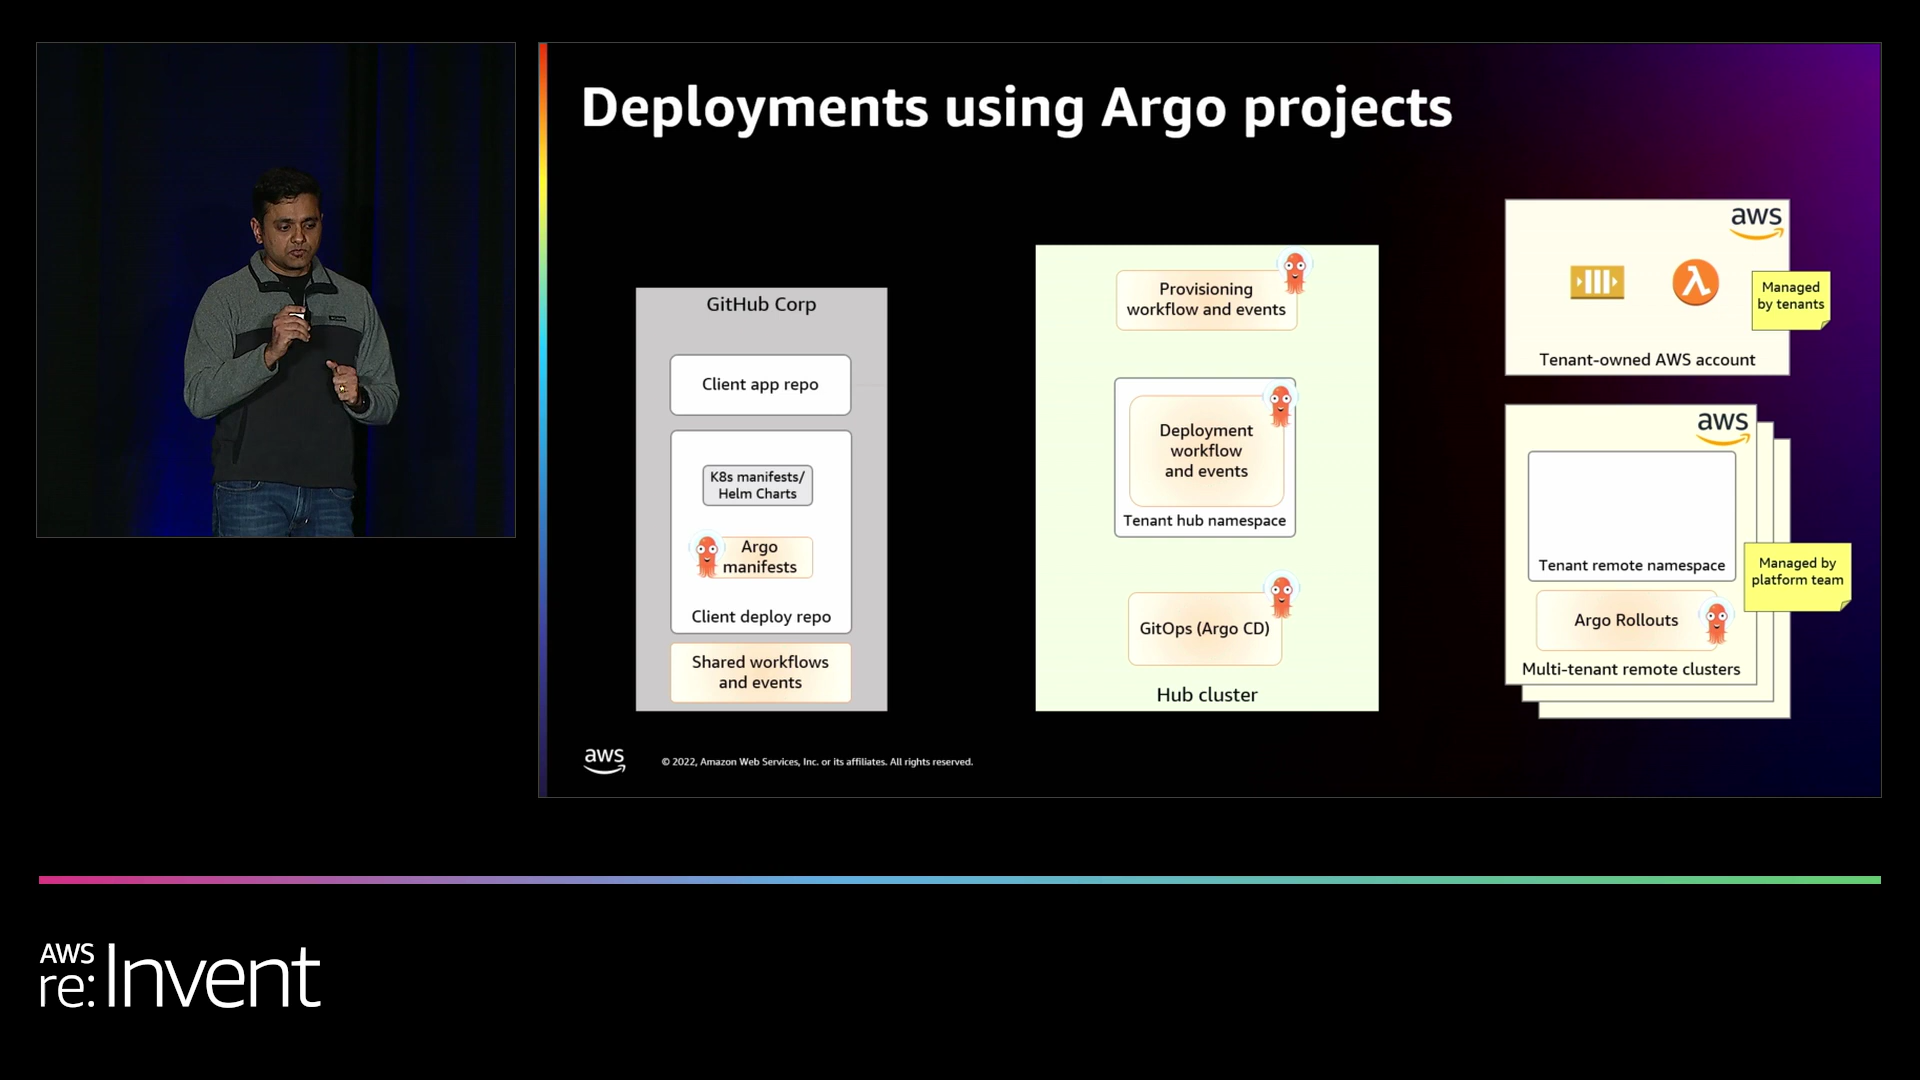 Deployments using Argo projects
GitHub Corp
Client app repo
K8s manifests/
Helm Charts
Argo
manifests
Client deploy repo
Shared workflows
and events
Provisioning
workflow and events
Deployment
workflow
and events
Tenant hub namespace
GitOps (Argo CD)
Hub cluster
aws
Managed
by tenants
Tenant-owned AWS account
aws
Tenant remote namespace
Managed by
platform team
Argo Rollouts
Multi-tenant remote clusters
aws
© 2022, Amazon Web Services, Inc. or its affiliates. All rights reserved.
AWS
re:Invent